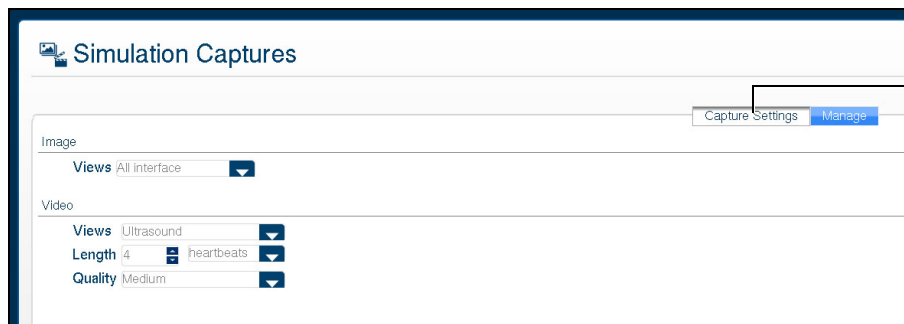 Simulation Captures
Capture Settings Manage
Image
Views All interface
Video
Views Ultrasound
Length 4 heartbeats
Quality Medium